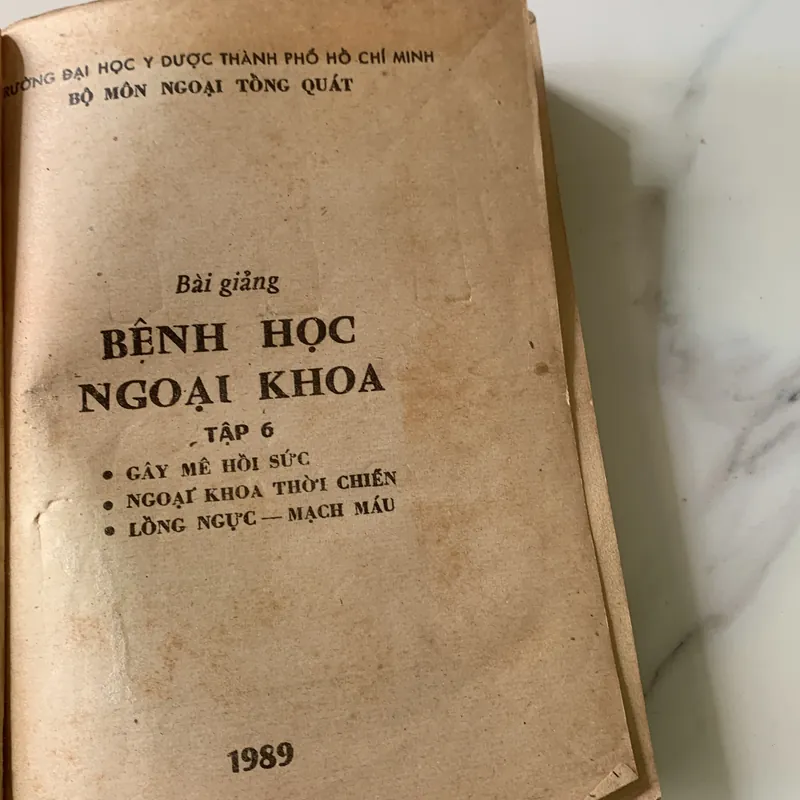 TRƯỜNG ĐẠI HỌC Y DƯỢC THÀNH PHỐ HỒ CHÍ MINH
BỘ MÔN NGOẠI TỔNG QUÁT
Bài giảng
BỆNH HỌC
NGOẠI KHOA
TẬP 6
• GÂY MÊ HỒI SỨC
• NGOẠI KHOA THỜI CHIẾN
• LỒNG NGỰC — MẠCH MÁU
1989